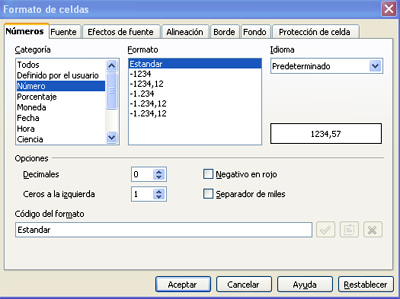 Formato de celdas
Números Fuente Efectos de fuente Alineación Borde Fondo Protección de celda
Categoría Formato Idioma
Todos
Definido por el usuario
Número
Porcentaje
Moneda
Fecha
Hora
Ciencia
Estandar
-1234
-1234,12
-1.234
-1.234,12
-1.234,12
Predeterminado
1234,57
Opciones
Decimales 0 Negativo en rojo
Ceros a la izquierda 1 Separador de miles
Código del formato
Estandar
Aceptar Cancelar Ayuda Restablecer